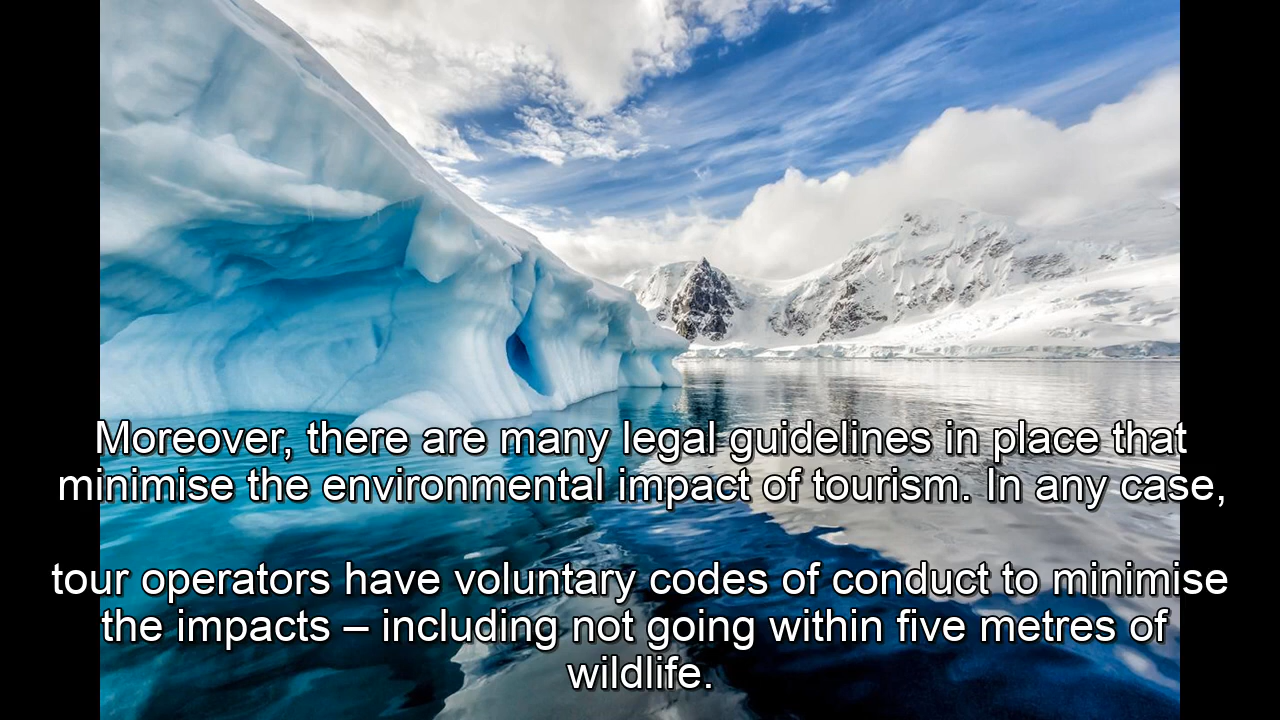 Moreover, there are many legal guidelines in place that
minimise the environmental impact of tourism. In any case,
tour operators have voluntary codes of conduct to minimise
the impacts – including not going within five metres of
wildlife.